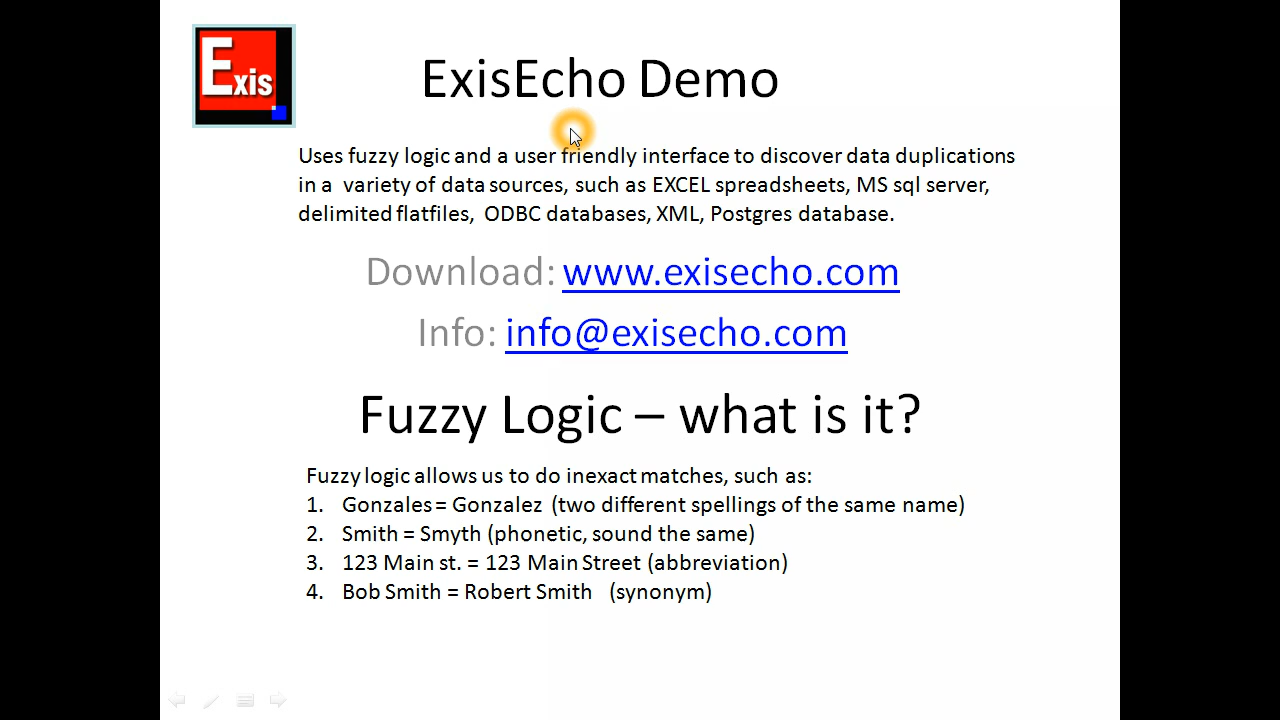 Exis
ExisEcho Demo
Uses fuzzy logic and a user friendly interface to discover data duplications
in a variety of data sources, such as EXCEL spreadsheets, MS sql server,
delimited flatfiles, ODBC databases, XML, Postgres database.
Download: www.exisecho.com
Info: info@exisecho.com
Fuzzy Logic – what is it?
Fuzzy logic allows us to do inexact matches, such as:
1. Gonzales = Gonzalez (two different spellings of the same name)
2. Smith = Smyth (phonetic, sound the same)
3. 123 Main st. = 123 Main Street (abbreviation)
4. Bob Smith = Robert Smith (synonym)